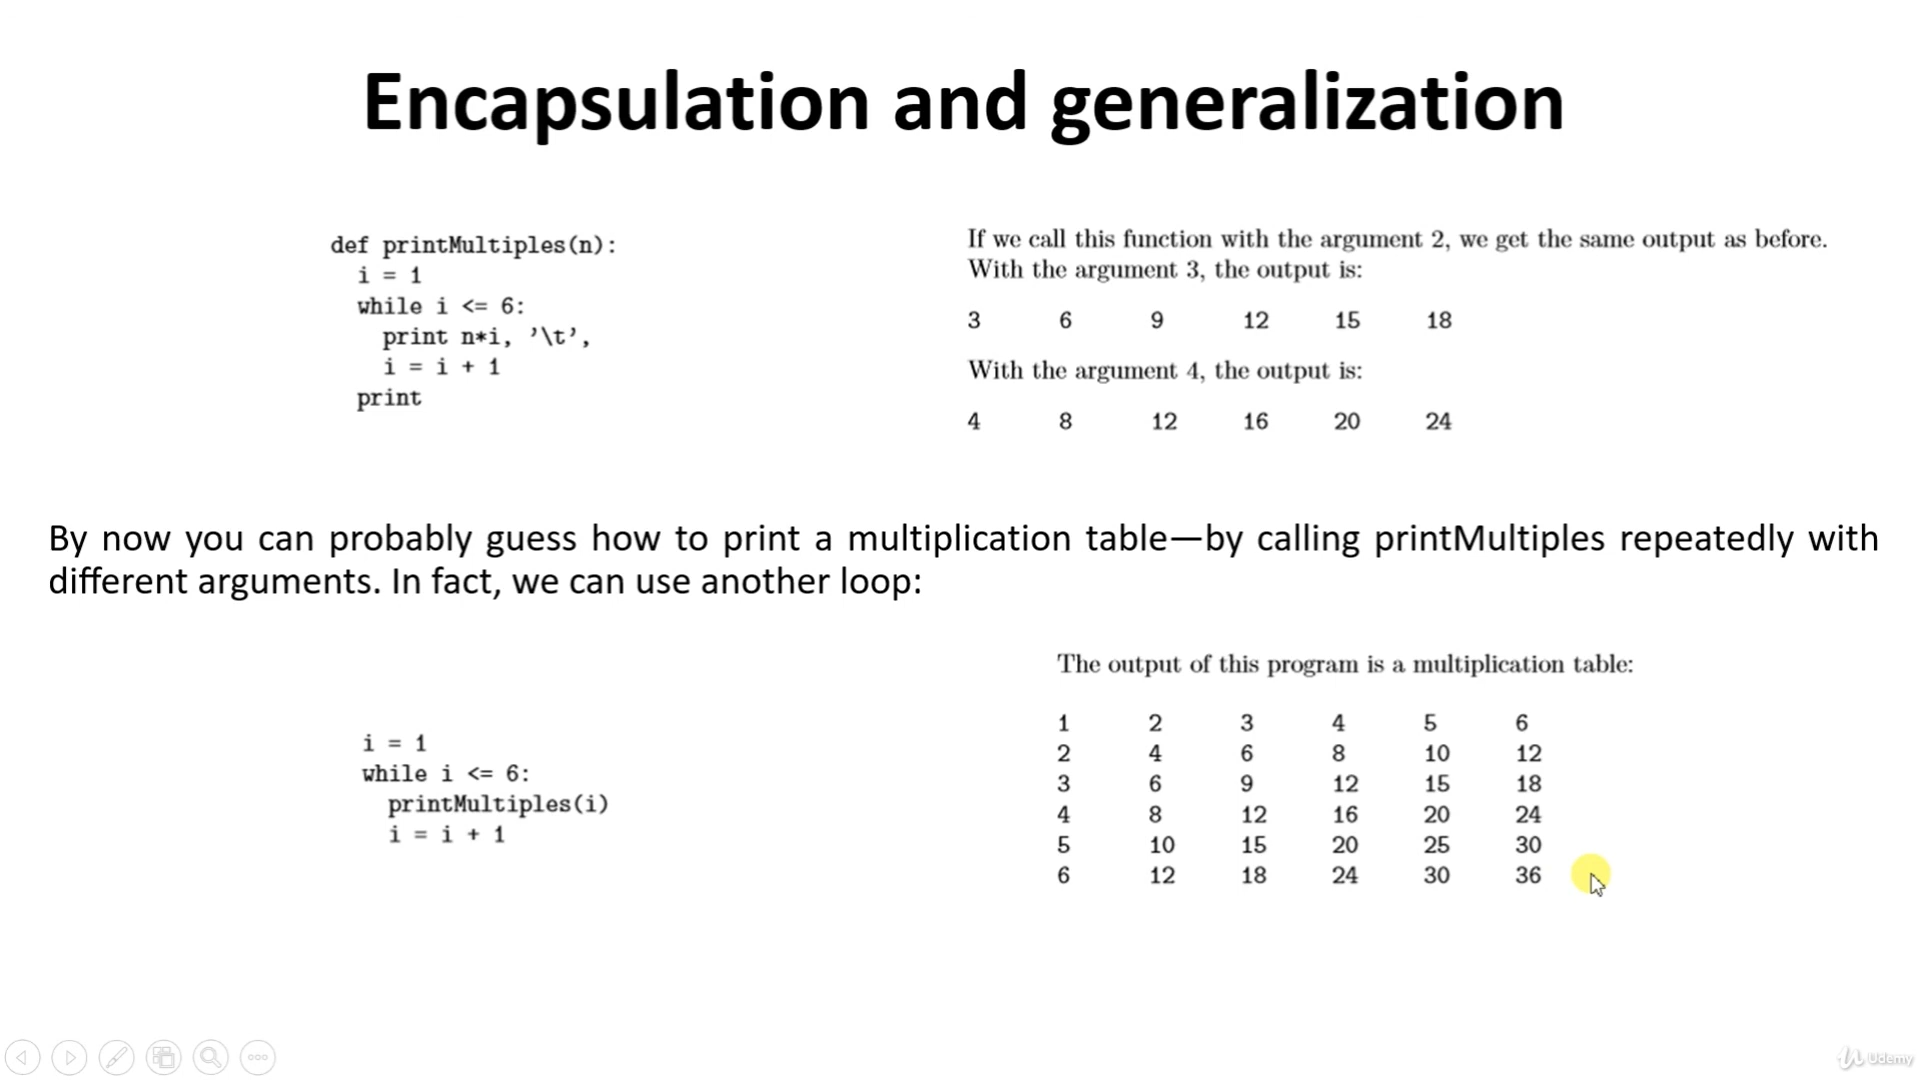 Encapsulation and generalization
def printMultiples(n):
  i = 1
  while i <= 6:
    print n*i, ’\t’,
    i = i + 1
  print
If we call this function with the argument 2, we get the same output as before.
With the argument 3, the output is:
3 6 9 12 15 18
With the argument 4, the output is:
4 8 12 16 20 24
By now you can probably guess how to print a multiplication table—by calling printMultiples repeatedly with
different arguments. In fact, we can use another loop:
i = 1
while i <= 6:
  printMultiples(i)
  i = i + 1
The output of this program is a multiplication table:
1 2 3 4 5 6
2 4 6 8 10 12
3 6 9 12 15 18
4 8 12 16 20 24
5 10 15 20 25 30
6 12 18 24 30 36
Udemy